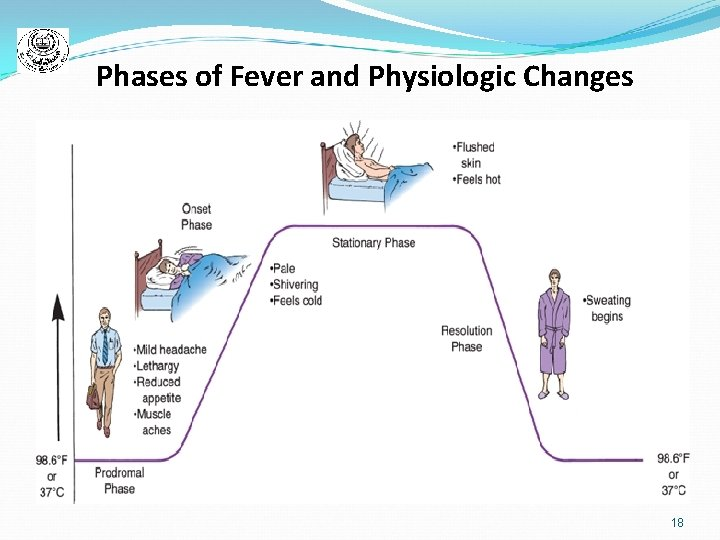 Phases of Fever and Physiologic Changes
•Flushed
skin
•Feels hot
Onset
Phase
Stationary Phase
•Pale
•Shivering
•Feels cold
•Sweating
begins
Resolution
Phase
•Mild headache
•Lethargy
•Reduced
appetite
•Muscle
aches
98.6°F
or
37°C
Prodromal
Phase
98.6°F
or
37°C
18